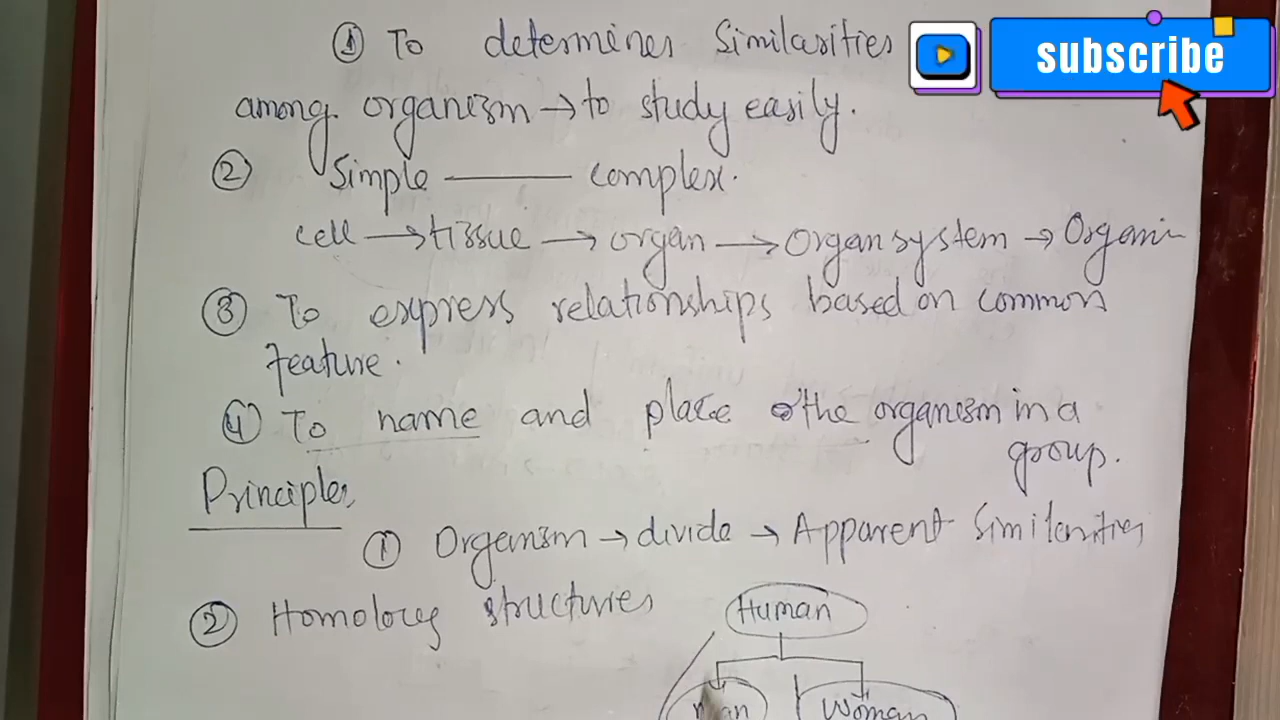 ① To determines Similarities
subscribe
among organism → to study easily.
② Simple —— complex.
cell → tissue → organ → Organ system → Organi
③ To express relationships based on common
feature.
④ To name and place the organism in a
group.
Principles
① Organism → divide → Apparent Similarities
② Homoloug structures
Human
man
Woman